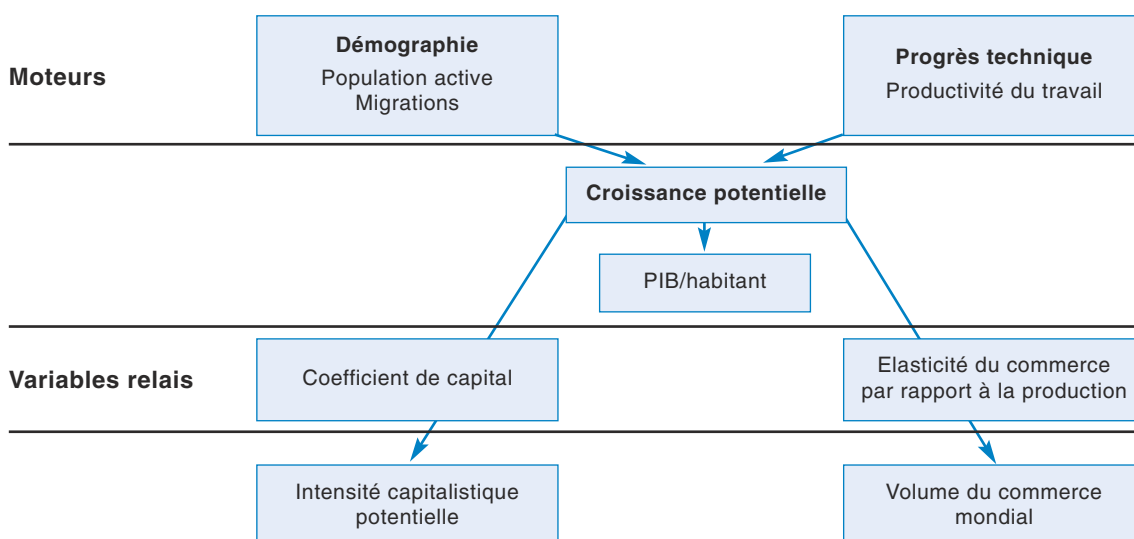 Moteurs
Démographie
Population active
Migrations
Progrès technique
Productivité du travail
Croissance potentielle
PIB/habitant
Variables relais
Coefficient de capital
Elasticité du commerce
par rapport à la production
Intensité capitalistique
potentielle
Volume du commerce
mondial